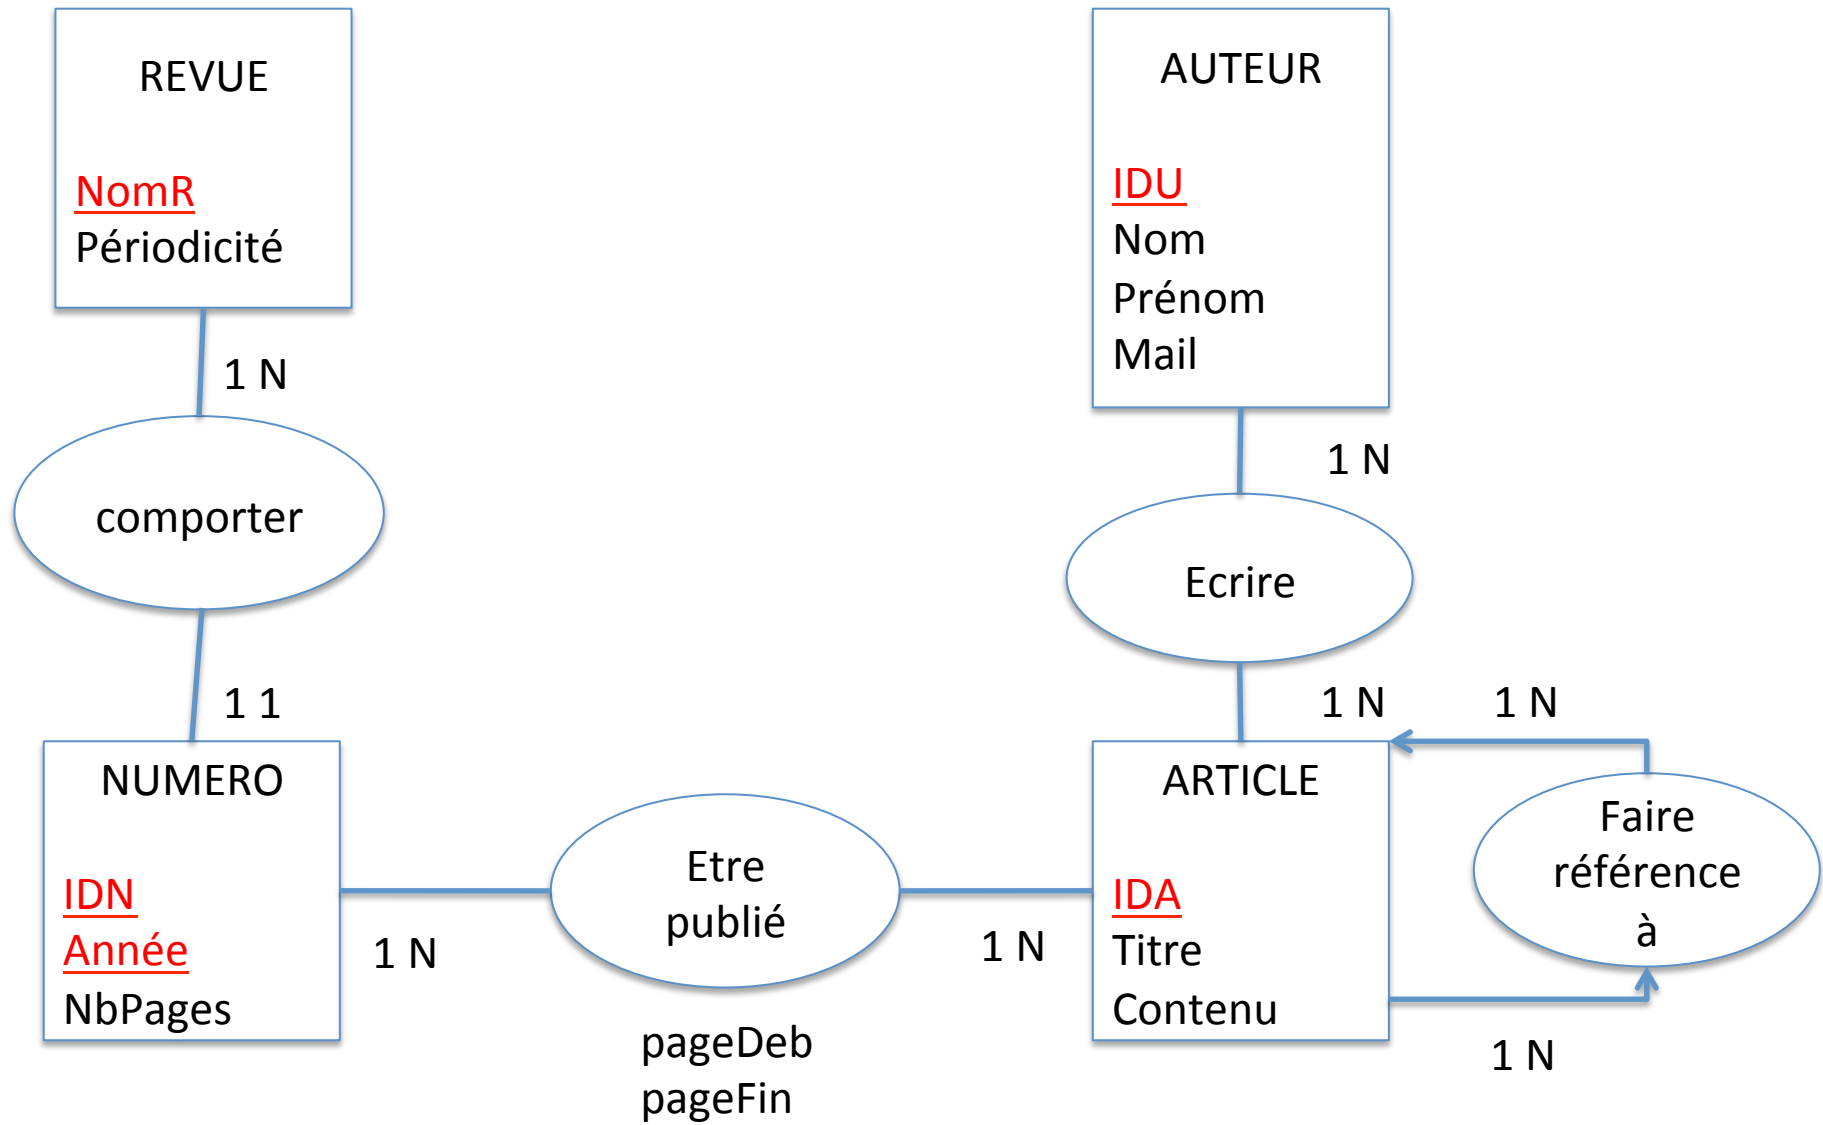 REVUE
NomR
Périodicité
1 N
comporter
1 1
NUMERO
IDN
Année
NbPages
1 N
Etre
publié
pageDeb
pageFin
1 N
AUTEUR
IDU
Nom
Prénom
Mail
1 N
Ecrire
1 N
ARTICLE
IDA
Titre
Contenu
1 N
Faire
référence
à
1 N